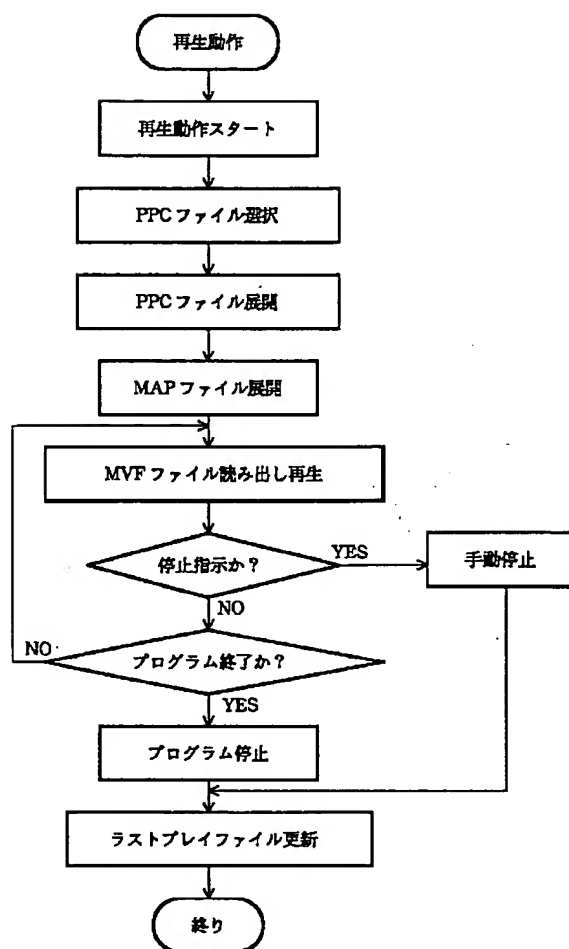 再生動作
再生動作スタート
PPCファイル選択
PPCファイル展開
MAPファイル展開
MVFファイル読み出し再生
停止指示か？
YES
手動停止
NO
プログラム終了か？
NO
YES
プログラム停止
ラストプレイファイル更新
終り